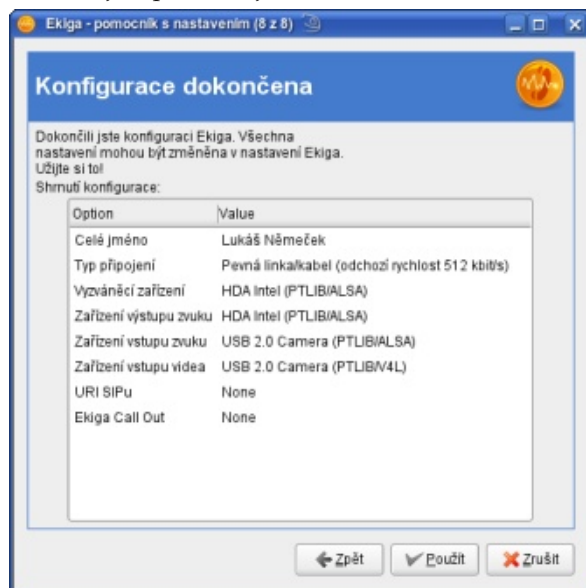 Ekiga - pomocník s nastavením (8 z 8)
Konfigurace dokončena
Dokončili jste konfiguraci Ekiga. Všechna
nastavení mohou být změněna v nastavení Ekiga.
Užijte si to!
Shrnutí konfigurace:
Option Value
Celé jméno Lukáš Němeček
Typ připojení Pevná linka/kabel (odchozí rychlost 512 kbit/s)
Vyzváněcí zařízení HDA Intel (PTLIB/ALSA)
Zařízení výstupu zvuku HDA Intel (PTLIB/ALSA)
Zařízení vstupu zvuku USB 2.0 Camera (PTLIB/ALSA)
Zařízení vstupu videa USB 2.0 Camera (PTLIB/V4L)
URI SIPu None
Ekiga Call Out None
Zpět Použít Zrušit